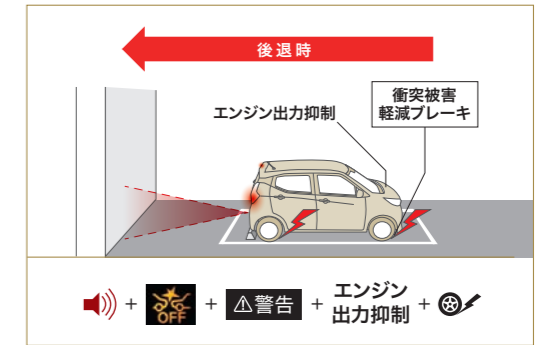 後退時
衝突被害
軽減ブレーキ
エンジン出力抑制
+ OFF + ⚠警告 + エンジン
出力抑制 +